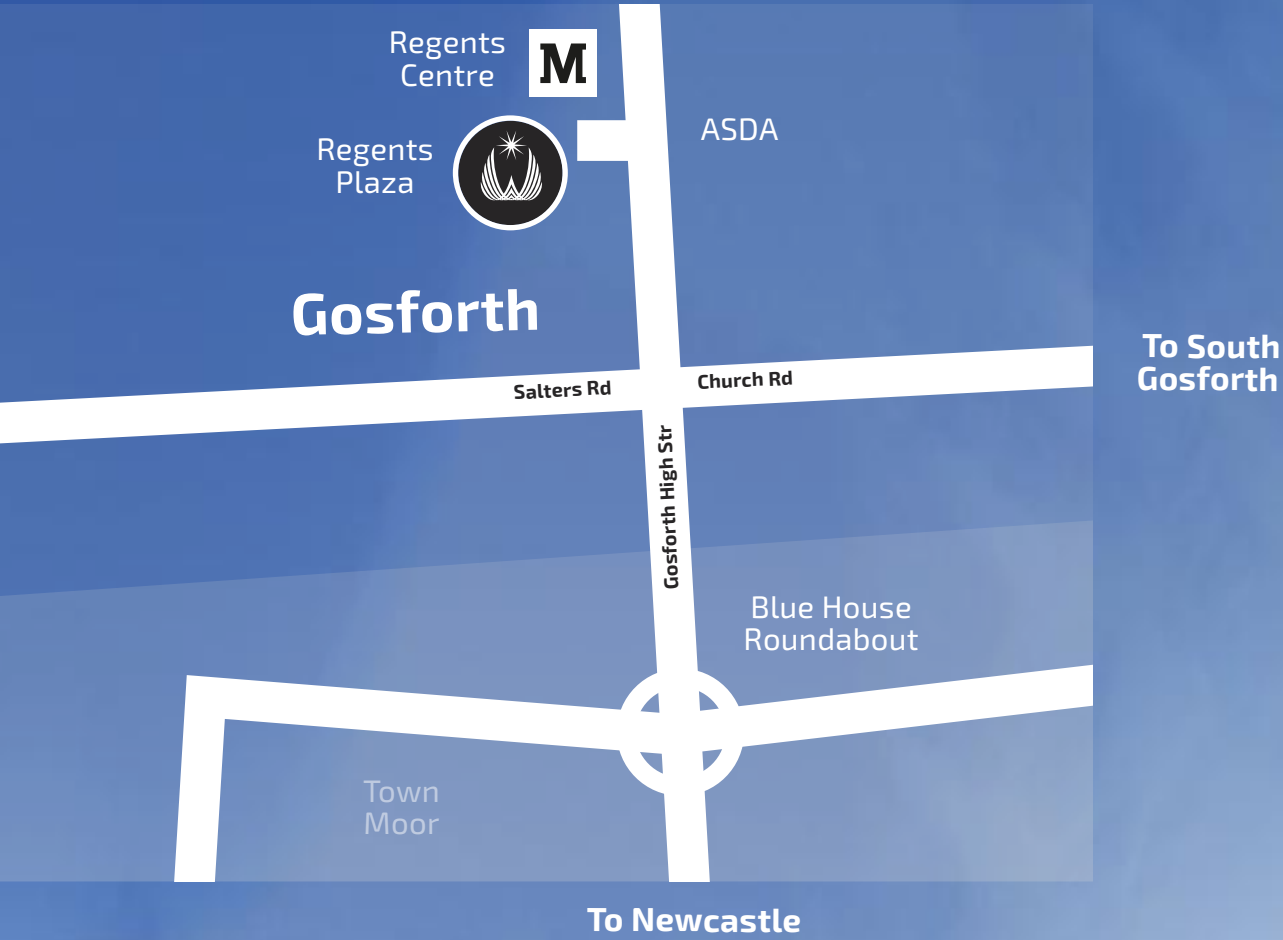 Regents
Centre
M
Regents
Plaza
ASDA
Gosforth
To South
Gosforth
Salters Rd
Church Rd
Gosforth High Str
Blue House
Roundabout
Town
Moor
To Newcastle